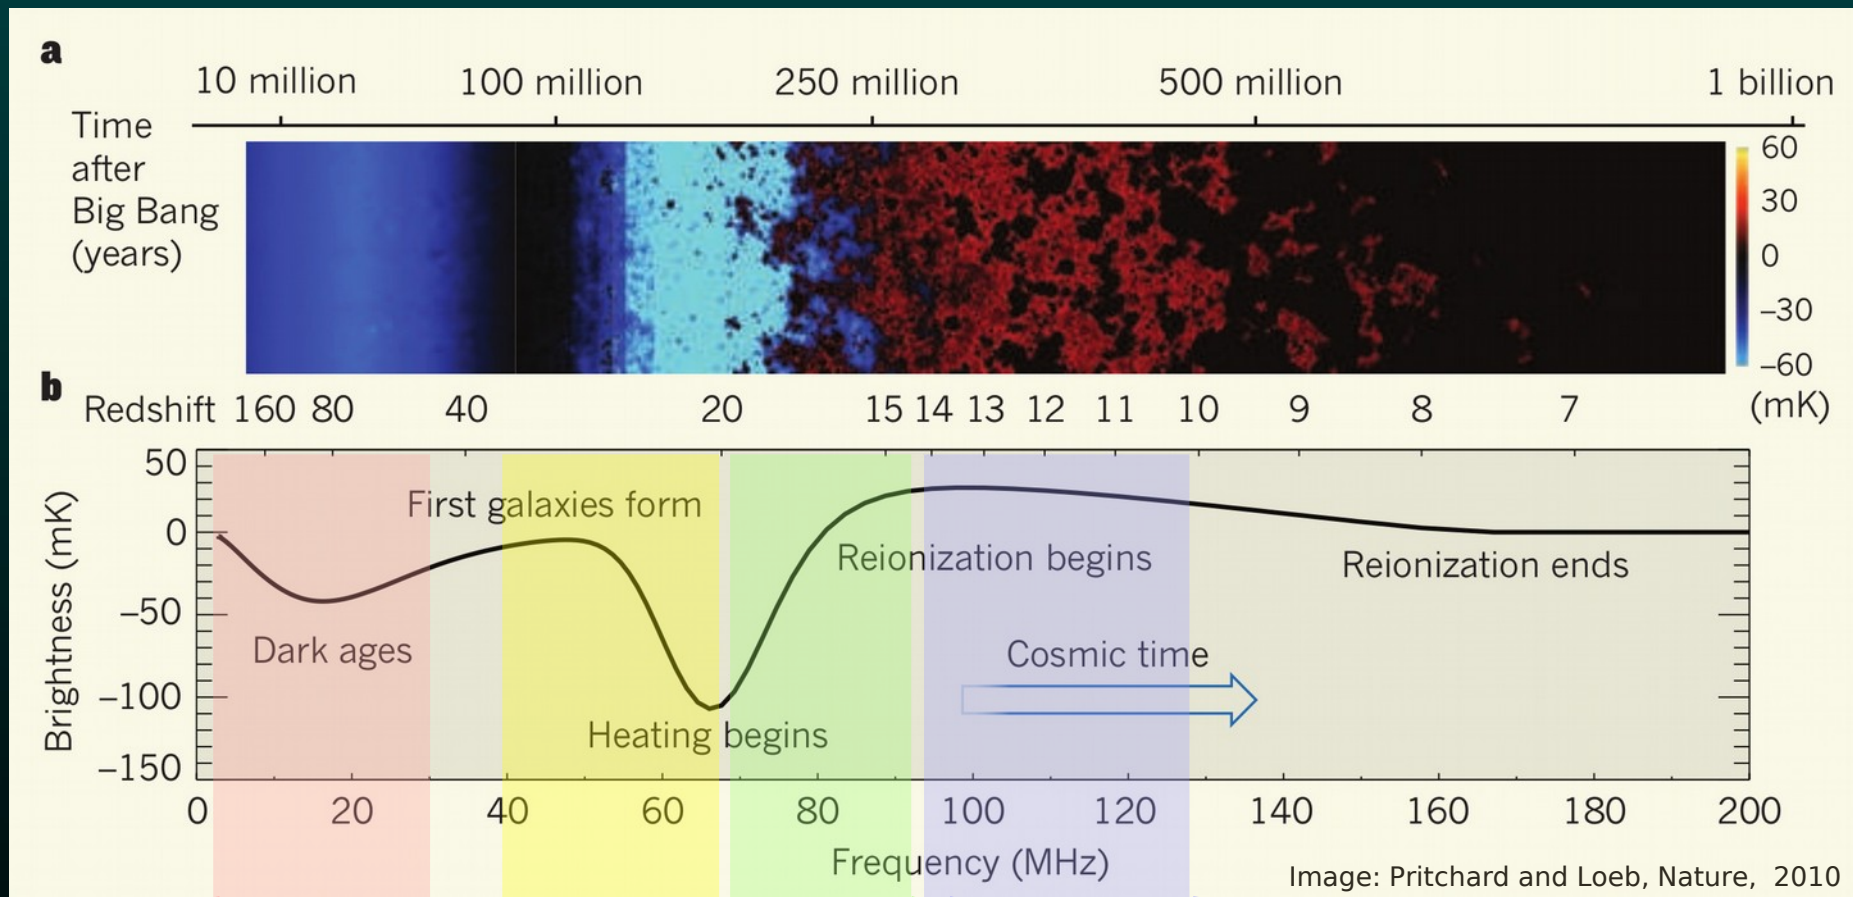 a
10 million 100 million 250 million 500 million 1 billion
Time
after
Big Bang
(years)
60
30
0
–30
–60
(mK)
b
Redshift 160 80 40 20 15 14 13 12 11 10 9 8 7
Brightness (mK)
50
0
–50
–100
–150
First galaxies form
Reionization begins
Reionization ends
Dark ages
Cosmic time
Heating begins
0 20 40 60 80 100 120 140 160 180 200
Frequency (MHz)
Image: Pritchard and Loeb, Nature, 2010